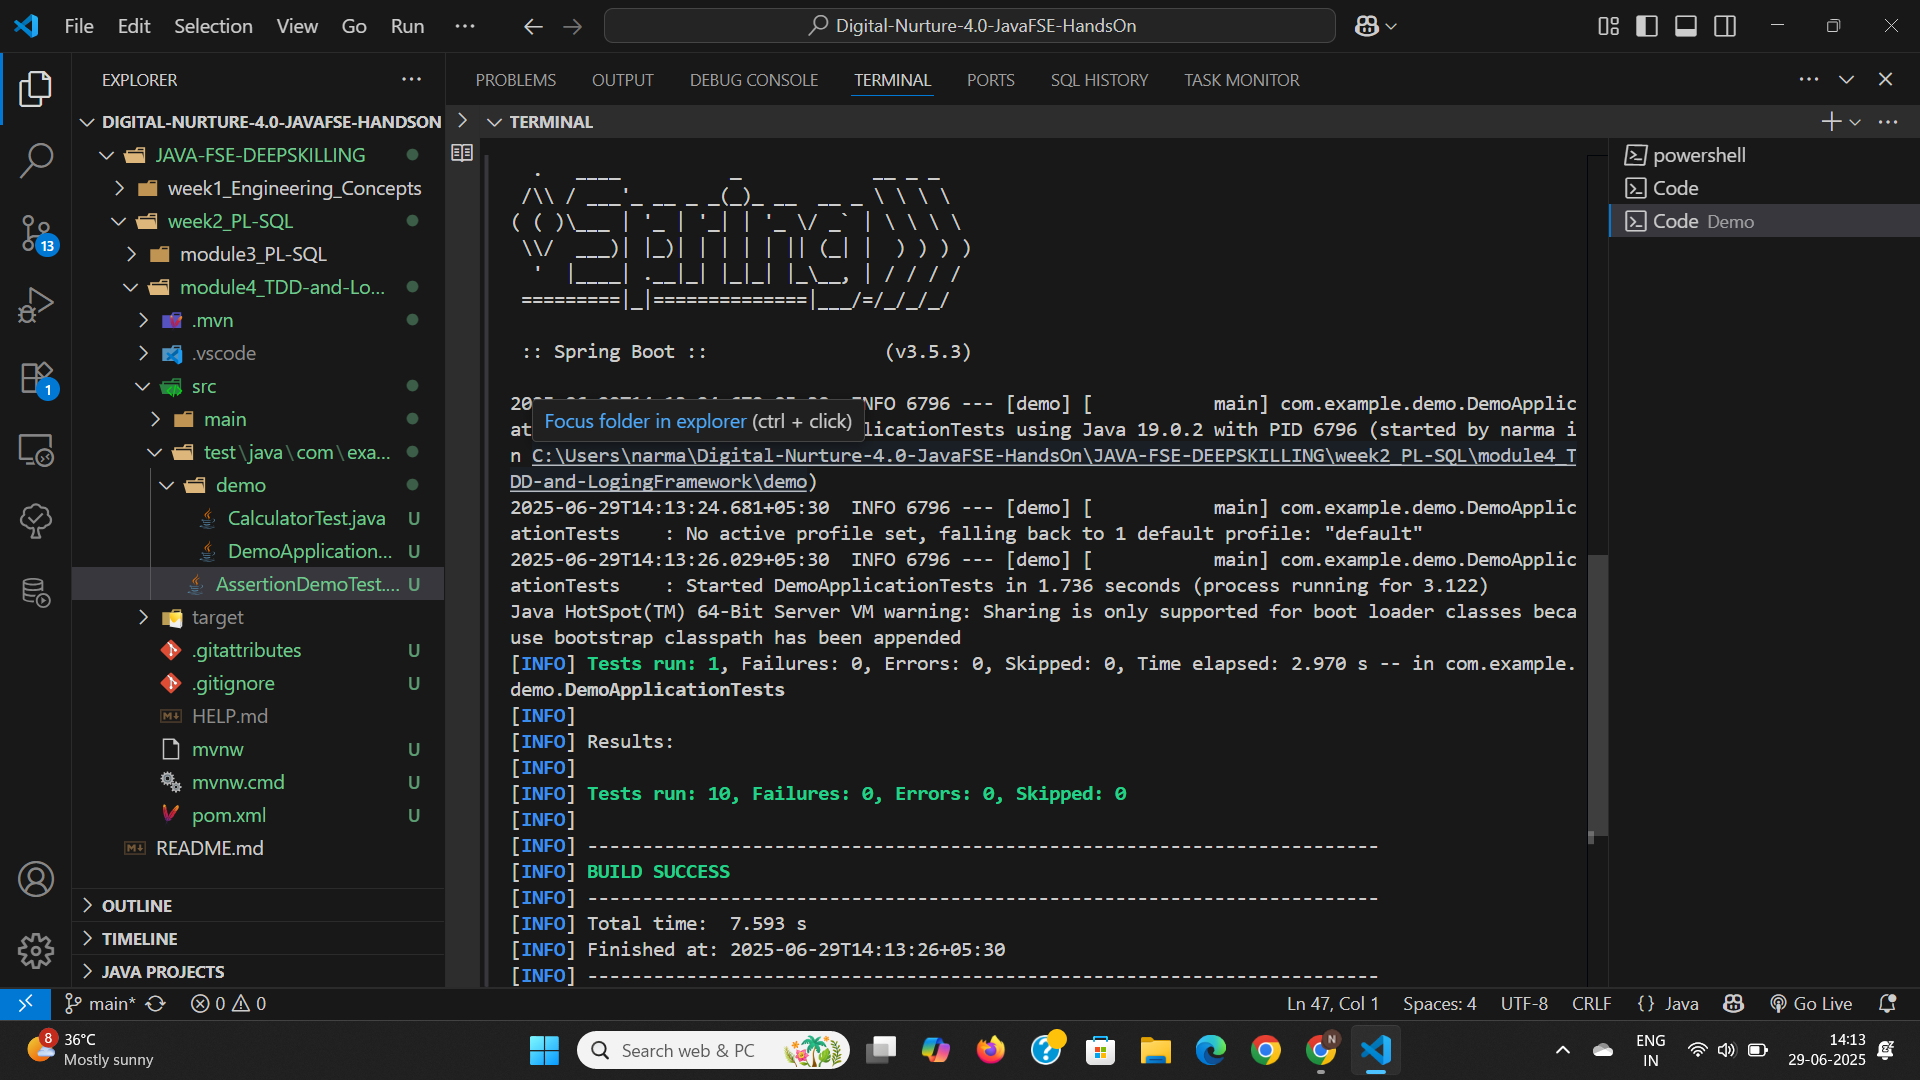 File Edit Selection View Go Run ··· Digital-Nurture-4.0-JavaFSE-HandsOn
EXPLORER ···
DIGITAL-NURTURE-4.0-JAVAFSE-HANDSON
JAVA-FSE-DEEPSKILLING
week1_Engineering_Concepts
week2_PL-SQL
module3_PL-SQL
module4_TDD-and-Lo...
.mvn
.vscode
src
main
test\java\com\exa...
demo
CalculatorTest.java U
DemoApplication... U
AssertionDemoTest.... U
target
.gitattributes U
.gitignore U
HELP.md
mvnw U
mvnw.cmd U
pom.xml U
README.md
OUTLINE
TIMELINE
JAVA PROJECTS
13
1
PROBLEMS OUTPUT DEBUG CONSOLE TERMINAL PORTS SQL HISTORY TASK MONITOR
TERMINAL
powershell
Code
Code Demo
Spring
:: Spring Boot :: (v3.5.3)
INFO 6796 --- [demo] [ main] com.example.demo.DemoApplic
Focus folder in explorer (ctrl + click)
licationTests using Java 19.0.2 with PID 6796 (started by narma i
n C:\Users\narma\Digital-Nurture-4.0-JavaFSE-HandsOn\JAVA-FSE-DEEPSKILLING\week2_PL-SQL\module4_T
DD-and-LogingFramework\demo)
2025-06-29T14:13:24.681+05:30 INFO 6796 --- [demo] [ main] com.example.demo.DemoApplic
ationTests : No active profile set, falling back to 1 default profile: "default"
2025-06-29T14:13:26.029+05:30 INFO 6796 --- [demo] [ main] com.example.demo.DemoApplic
ationTests : Started DemoApplicationTests in 1.736 seconds (process running for 3.122)
Java HotSpot(TM) 64-Bit Server VM warning: Sharing is only supported for boot loader classes beca
use bootstrap classpath has been appended
[INFO] Tests run: 1, Failures: 0, Errors: 0, Skipped: 0, Time elapsed: 2.970 s -- in com.example.
demo.DemoApplicationTests
[INFO]
[INFO] Results:
[INFO]
[INFO] Tests run: 10, Failures: 0, Errors: 0, Skipped: 0
[INFO]
[INFO] ------------------------------------------------------------------------
[INFO] BUILD SUCCESS
[INFO] ------------------------------------------------------------------------
[INFO] Total time:  7.593 s
[INFO] Finished at: 2025-06-29T14:13:26+05:30
[INFO] ------------------------------------------------------------------------
main* 0 0 Ln 47, Col 1 Spaces: 4 UTF-8 CRLF {} Java Go Live
8
36°C
Mostly sunny
Search web & PC
N
ENG
IN
14:13
29-06-2025